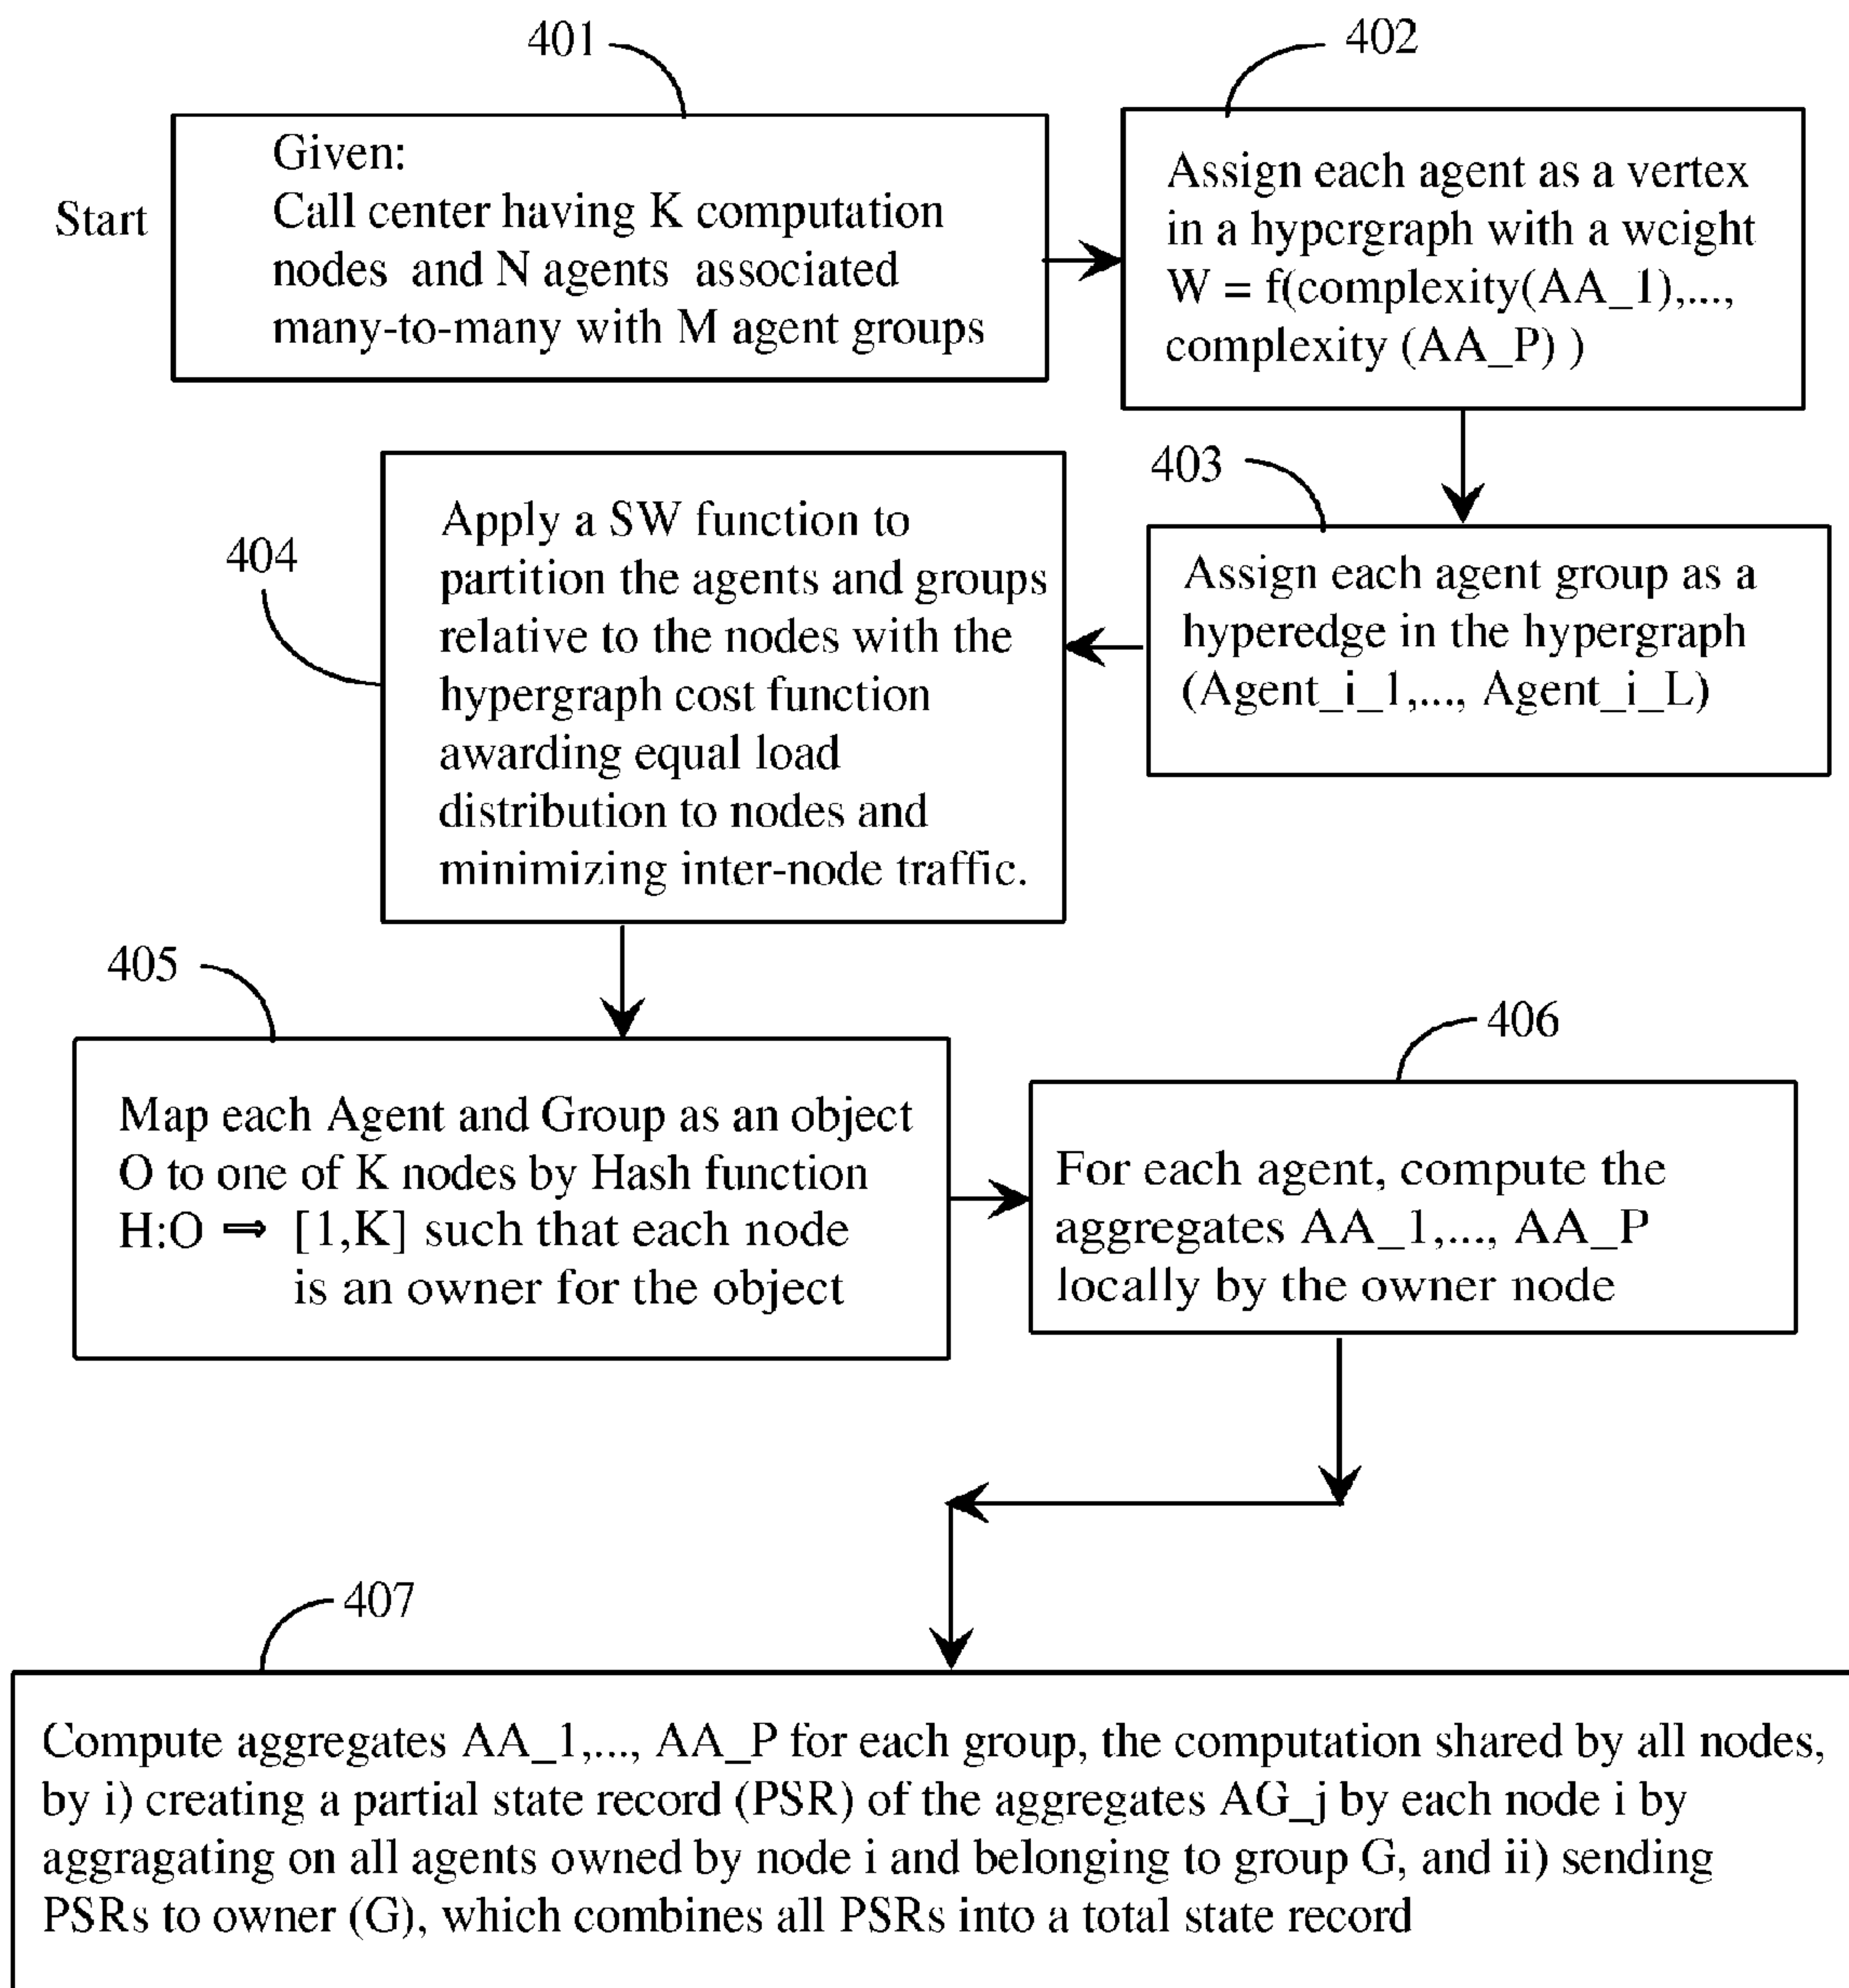 401
402
Start
Given:
Call center having K computation
nodes and N agents associated
many-to-many with M agent groups
Assign each agent as a vertex
in a hypergraph with a weight
W = f(complexity(AA_1),...,
complexity (AA_P) )
403
Assign each agent group as a
hyperedge in the hypergraph
(Agent_i_1,..., Agent_i_L)
404
Apply a SW function to
partition the agents and groups
relative to the nodes with the
hypergraph cost function
awarding equal load
distribution to nodes and
minimizing inter-node traffic.
405
Map each Agent and Group as an object
O to one of K nodes by Hash function
H:O ⇒ [1,K] such that each node
is an owner for the object
406
For each agent, compute the
aggregates AA_1,..., AA_P
locally by the owner node
407
Compute aggregates AA_1,..., AA_P for each group, the computation shared by all nodes,
by i) creating a partial state record (PSR) of the aggregates AG_j by each node i by
aggragating on all agents owned by node i and belonging to group G, and ii) sending
PSRs to owner (G), which combines all PSRs into a total state record